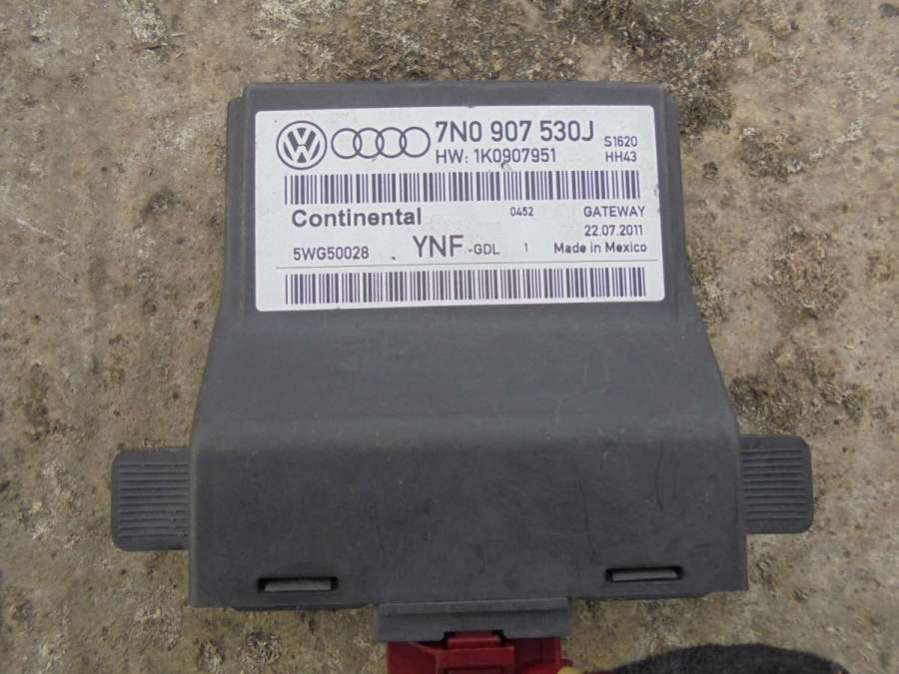 7N0 907 530J S1620
HW: 1K0907951 HH43
Continental 0452 GATEWAY
22.07.2011
5WG50028 YNF -GDL 1 Made in Mexico